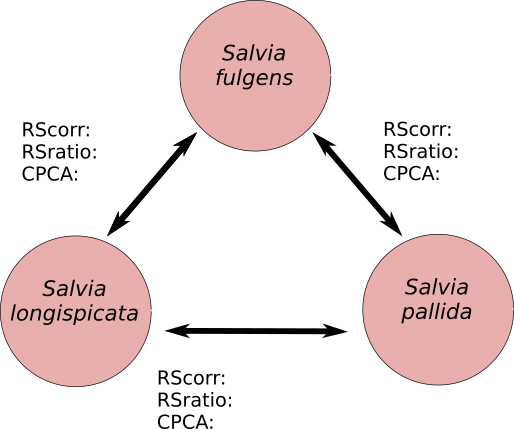 Salvia
fulgens
RScorr:
RSratio:
CPCA:
RScorr:
RSratio:
CPCA:
Salvia
longispicata
Salvia
pallida
RScorr:
RSratio:
CPCA: